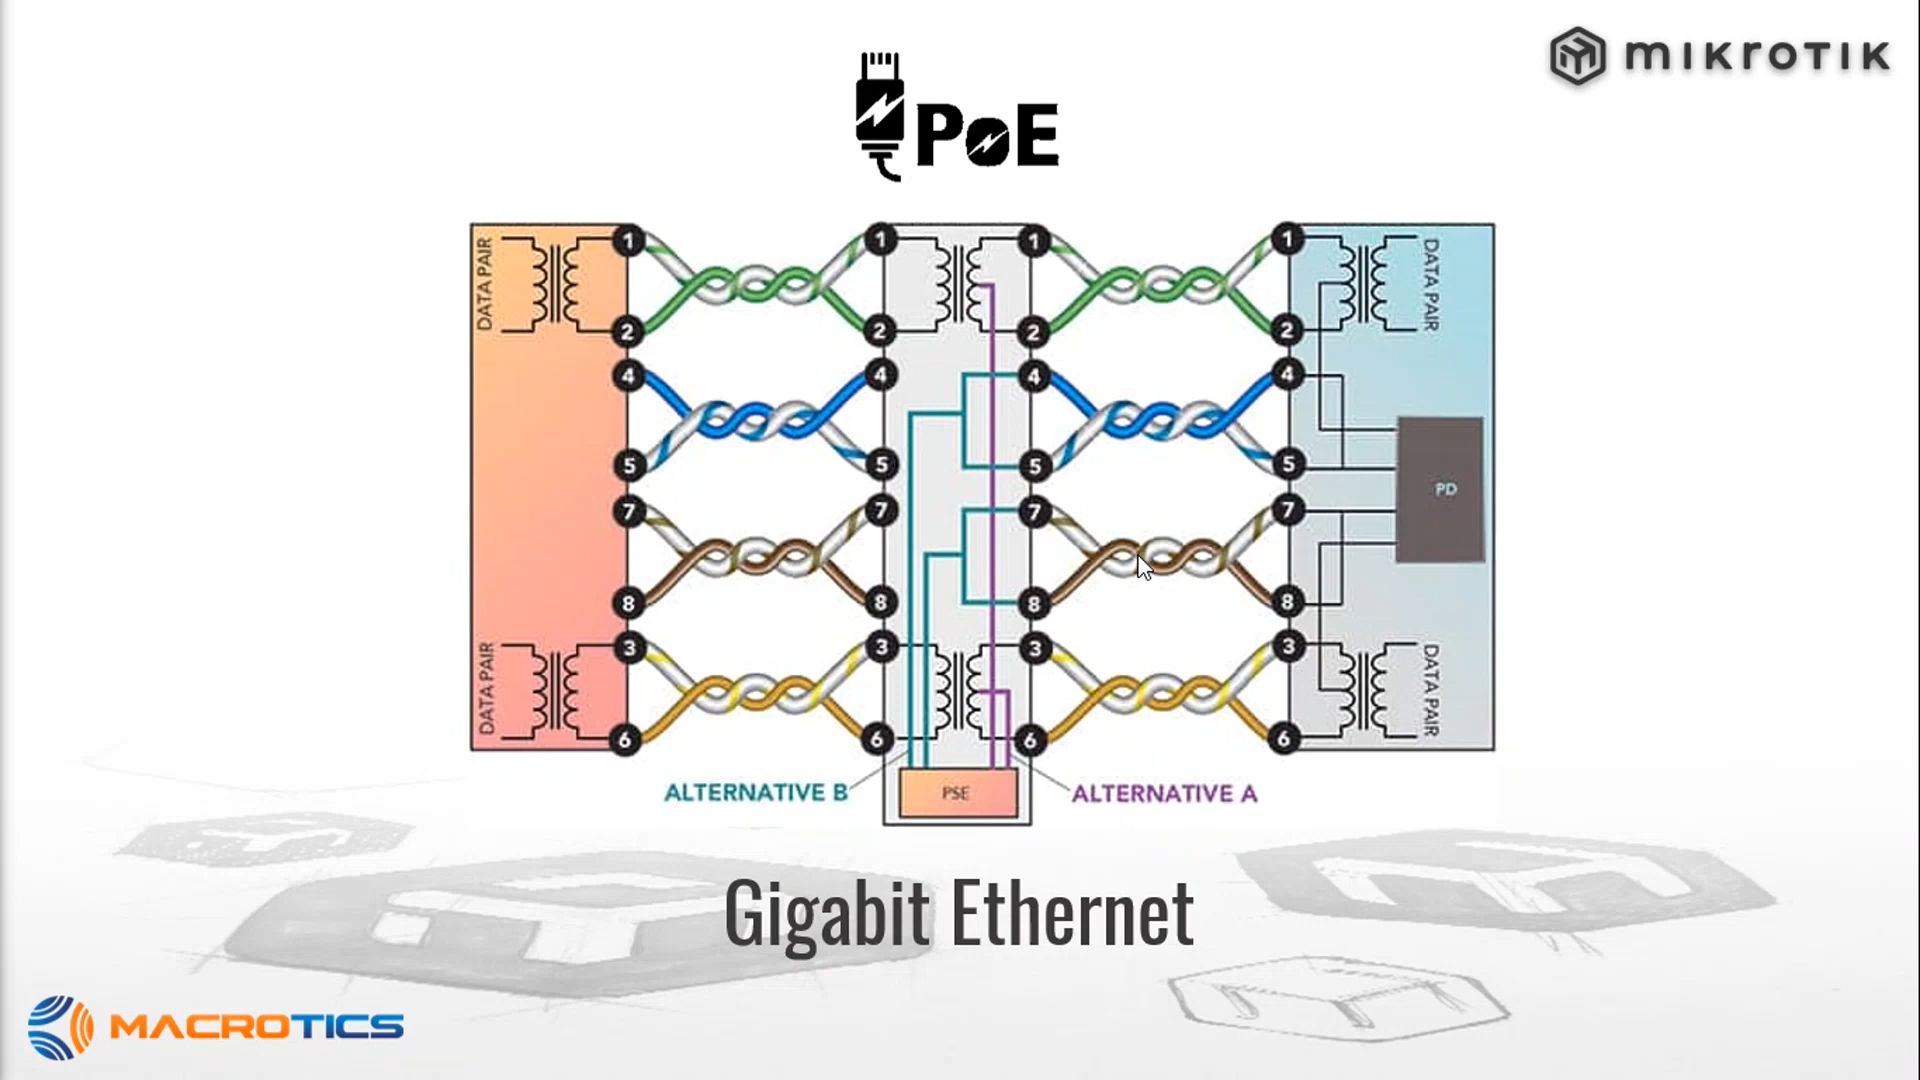 mikrotik
PoE
DATA PAIR
1 1 1 1
DATA PAIR
2 2 2 2
4 4 4 4
5 5 5 5
PD
7 7 7 7
8 8 8 8
DATA PAIR
3 3 3 3
DATA PAIR
6 6 6 6
ALTERNATIVE B
PSE
ALTERNATIVE A
Gigabit Ethernet
MACROTICS